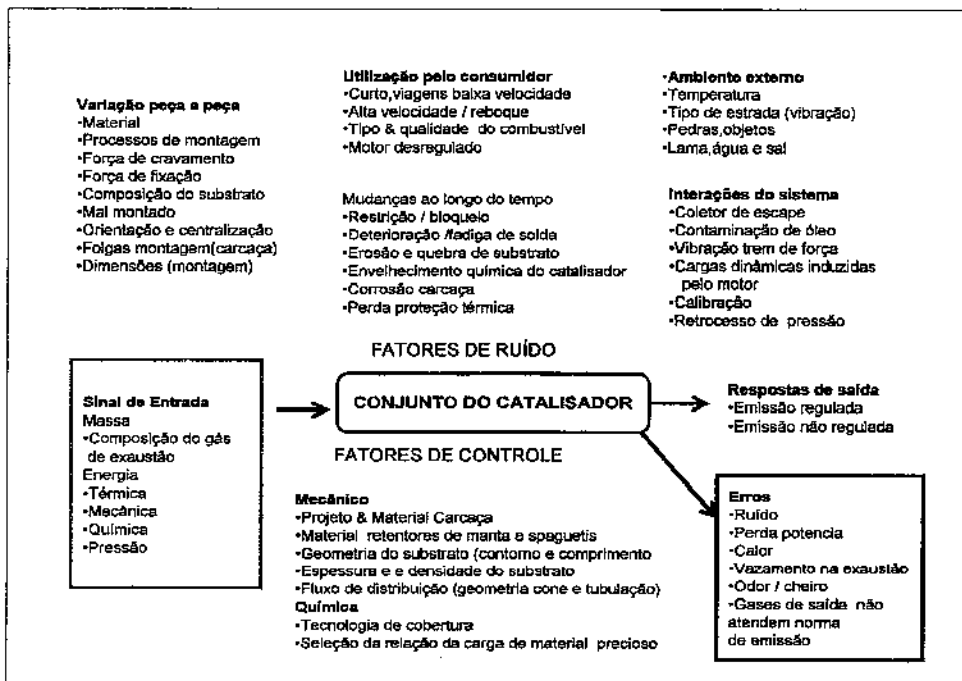 Variação peça a peça
•Material
•Processos de montagem
•Força de cravamento
•Força de fixação
•Composição do substrato
•Mal montado
•Orientação e centralização
•Folgas montagem(carcaça)
•Dimensões (montagem)
Utilização pelo consumidor
•Curto,viagens baixa velocidade
•Alta velocidade / reboque
•Tipo & qualidade do combustível
•Motor desregulado
Mudanças ao longo do tempo
•Restrição / bloqueio
•Deterioração /fadiga de solda
•Erosão e quebra de substrato
•Envelhecimento química do catalisador
•Corrosão carcaça
•Perda proteção térmica
•Ambiente externo
•Temperatura
•Tipo de estrada (vibração)
•Pedras,objetos
•Lama,água e sal
Interações do sistema
•Coletor de escape
•Contaminação de óleo
•Vibração trem de força
•Cargas dinâmicas induzidas
pelo motor
•Calibração
•Retrocesso de pressão
FATORES DE RUÍDO
Sinal de Entrada
Massa
•Composição do gás
de exaustão
Energia
•Térmica
•Mecânica
•Química
•Pressão
CONJUNTO DO CATALISADOR
Respostas de saída
•Emissão regulada
•Emissão não regulada
FATORES DE CONTROLE
Mecânico
•Projeto & Material Carcaça
•Material retentores de manta e spaguetis
•Geometria do substrato (contorno e comprimento
•Espessura e e densidade do substrato
•Fluxo de distribuição (geometria cone e tubulação)
Química
•Tecnologia de cobertura
•Seleção da relação da carga de material precioso
Erros
•Ruído
•Perda potencia
•Calor
•Vazamento na exaustão
•Odor / cheiro
•Gases de saída não
atendem norma
de emissão